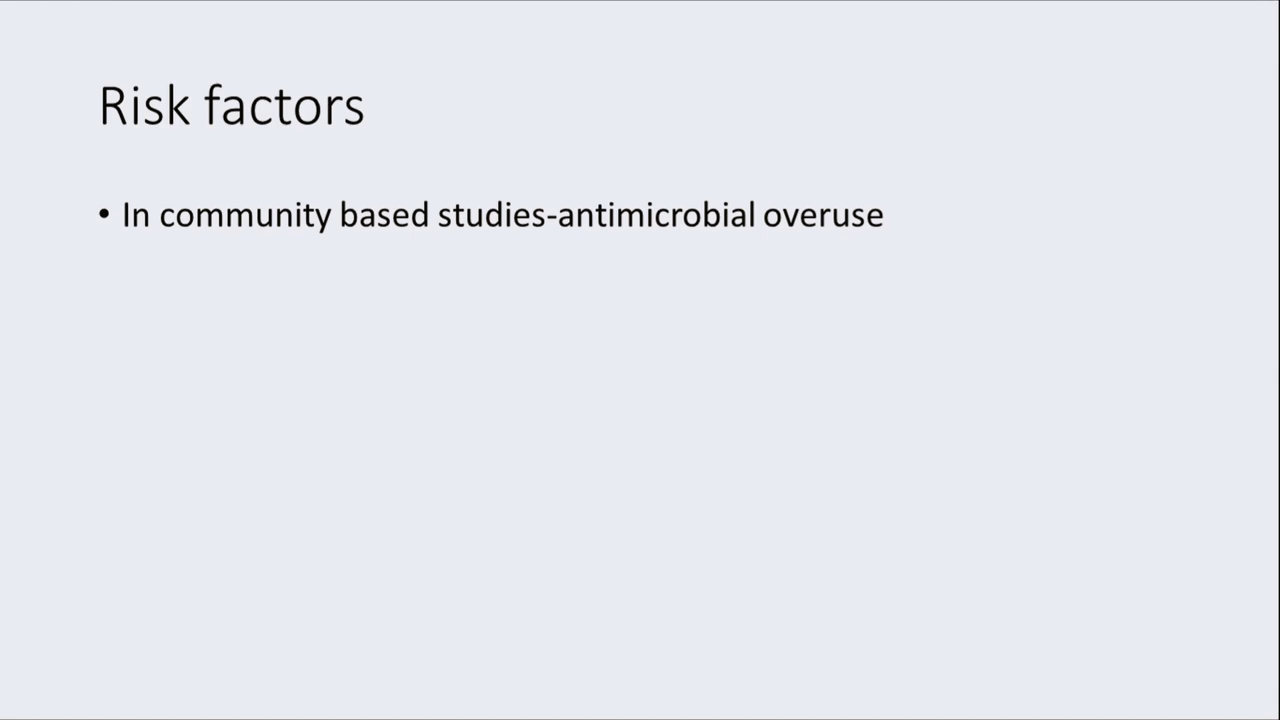 Risk factors
• In community based studies-antimicrobial overuse